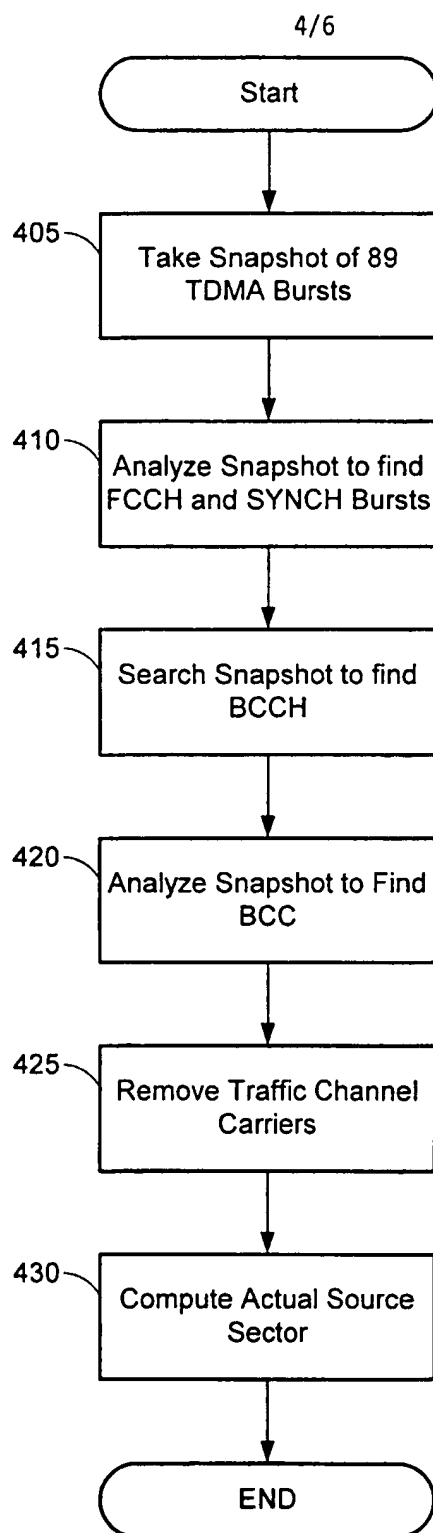 4/6
Start
405
Take Snapshot of 89
TDMA Bursts
410
Analyze Snapshot to find
FCCH and SYNCH Bursts
415
Search Snapshot to find
BCCH
420
Analyze Snapshot to Find
BCC
425
Remove Traffic Channel
Carriers
430
Compute Actual Source
Sector
END